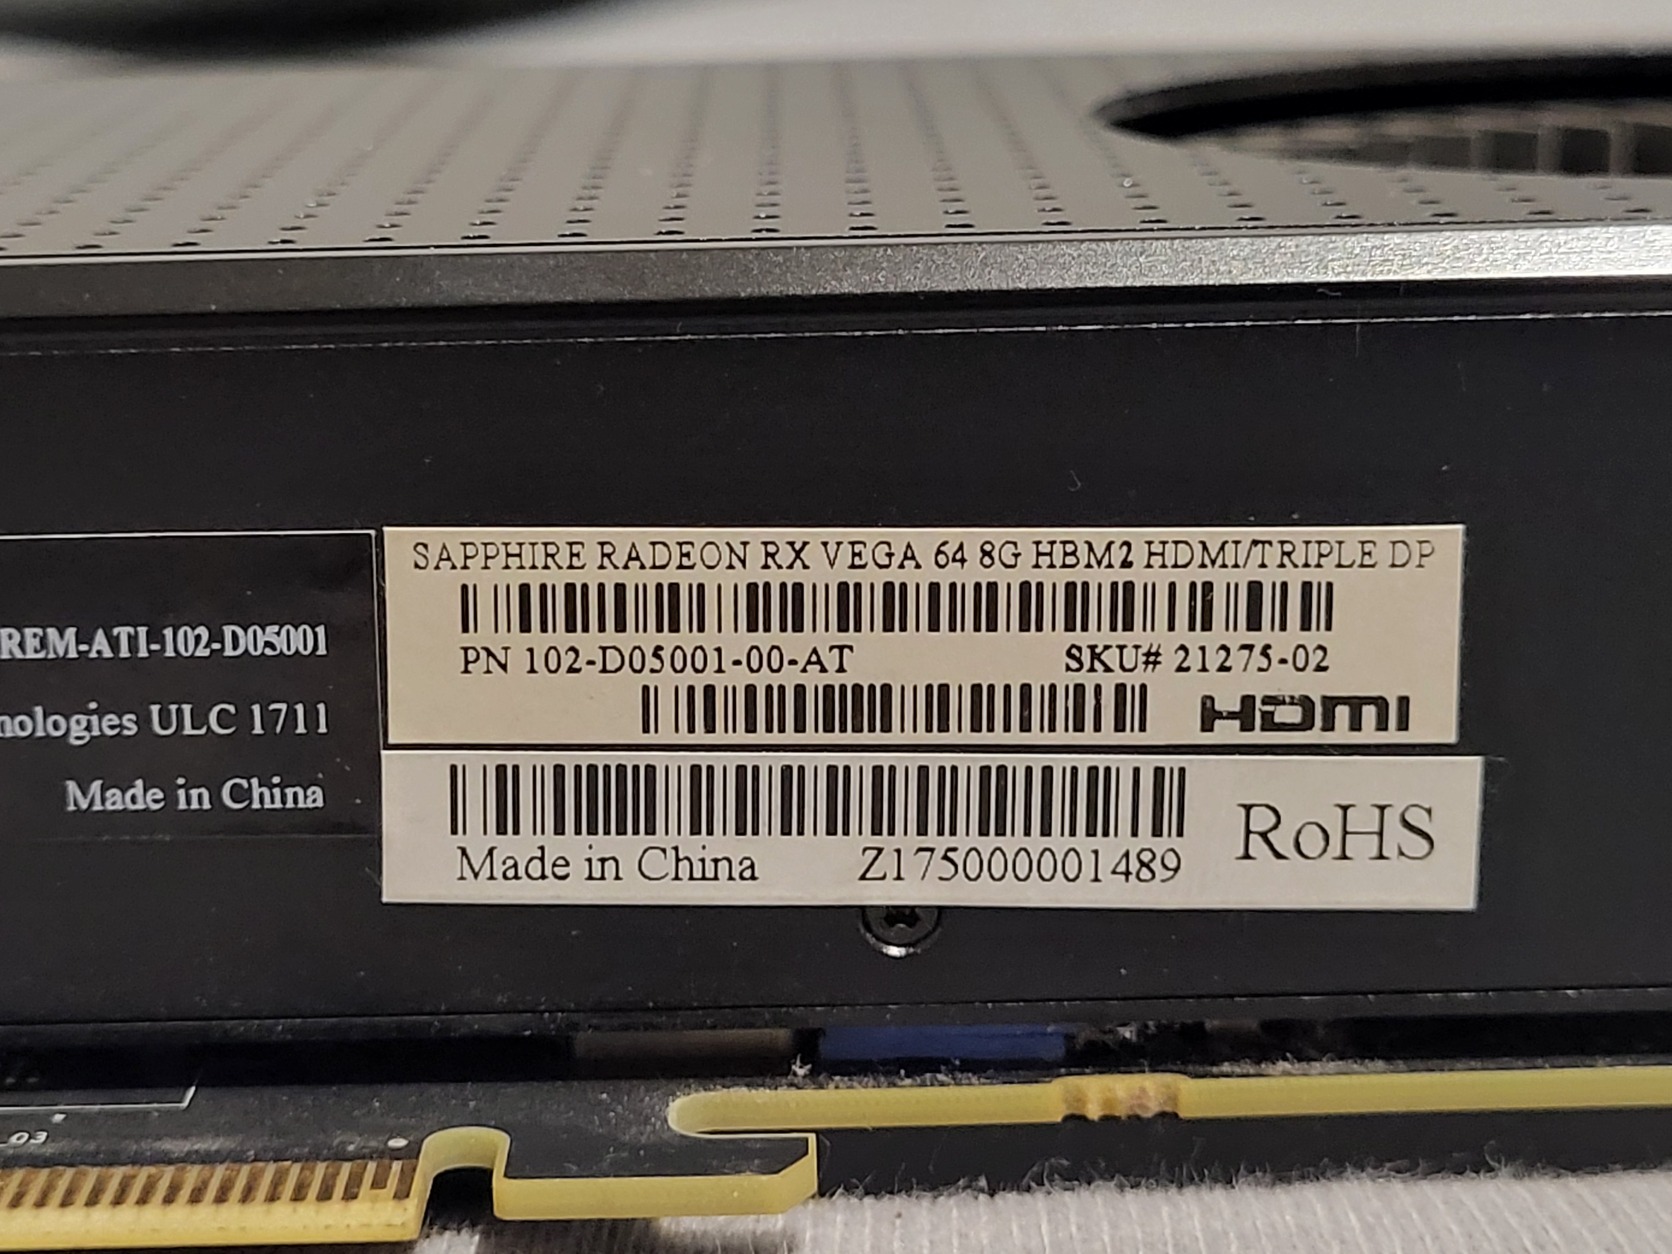 SAPPHIRE RADEON RX VEGA 64 8G HBM2 HDMI/TRIPLE DP
PN 102-D05001-00-AT SKU# 21275-02
HDMI
REM-ATI-102-D05001
nologies ULC 1711
Made in China
Made in China Z175000001489 RoHS
_03